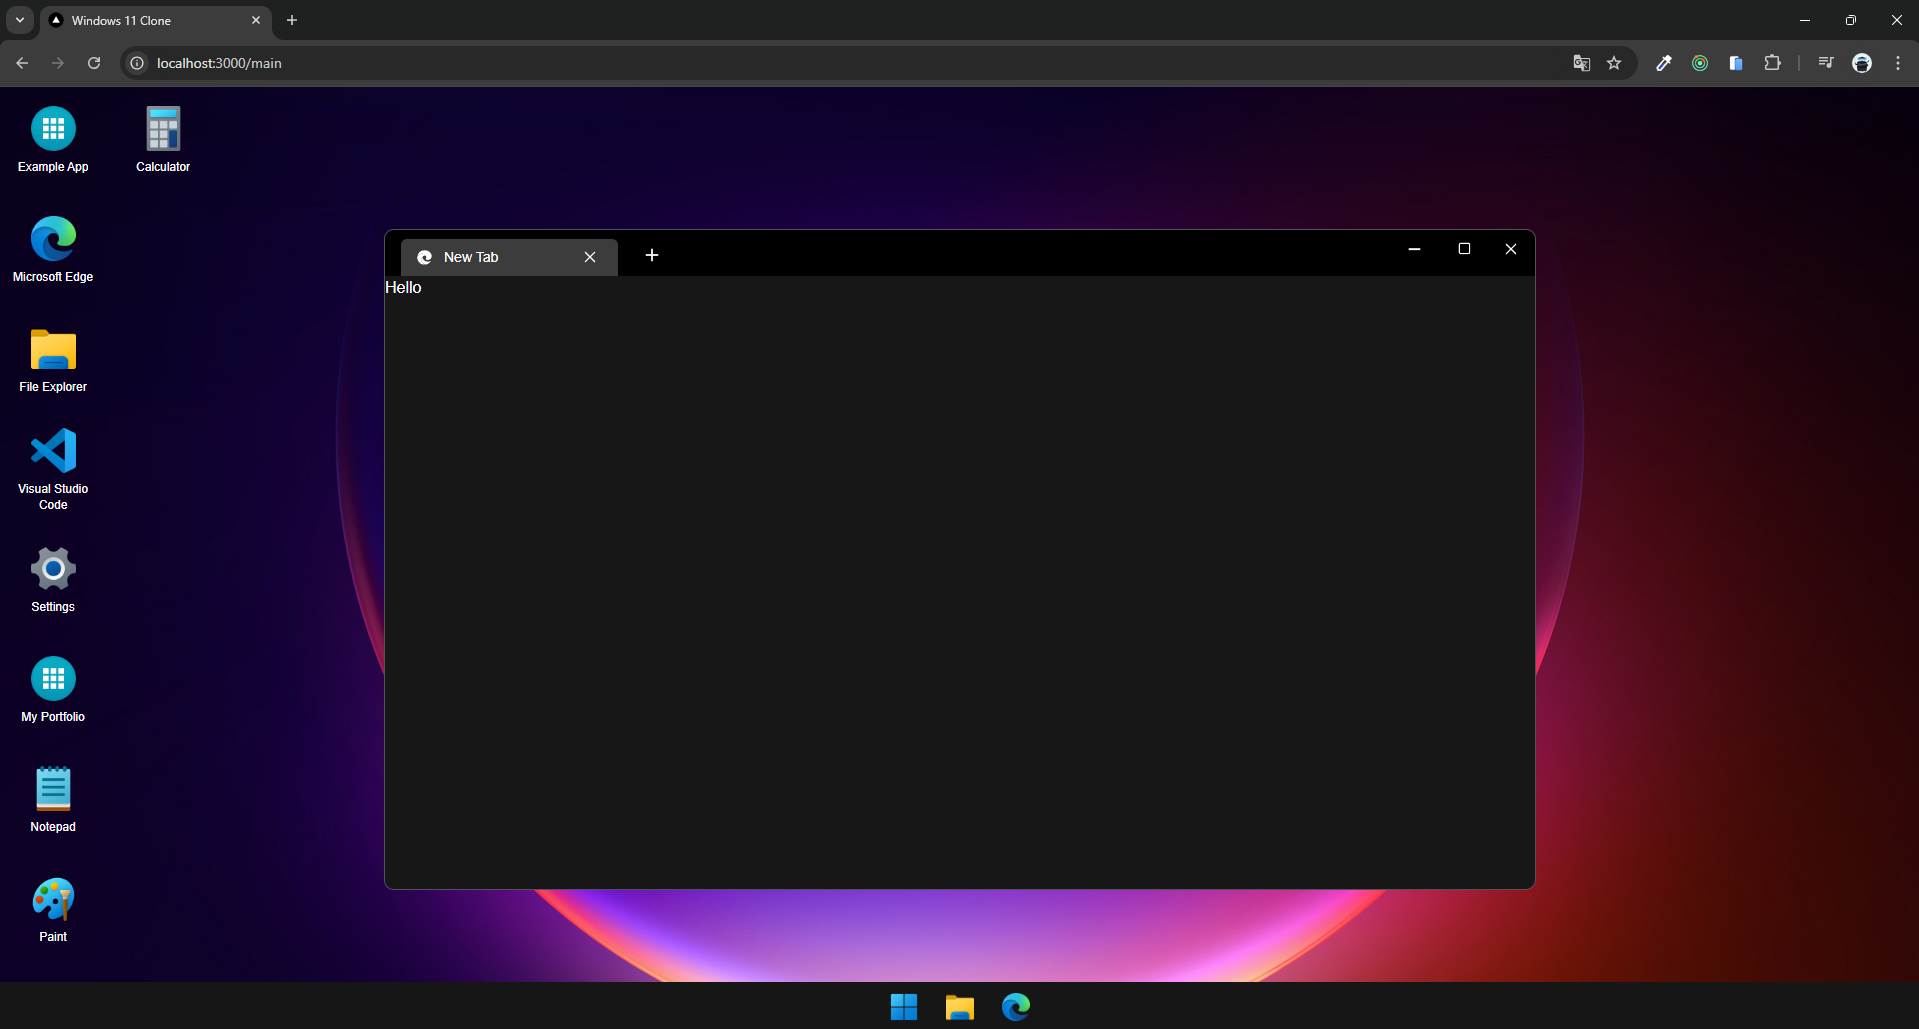 Windows 11 Clone
localhost:3000/main
Example App
Calculator
Microsoft Edge
File Explorer
Visual Studio
Code
Settings
My Portfolio
Notepad
Paint
New Tab
Hello